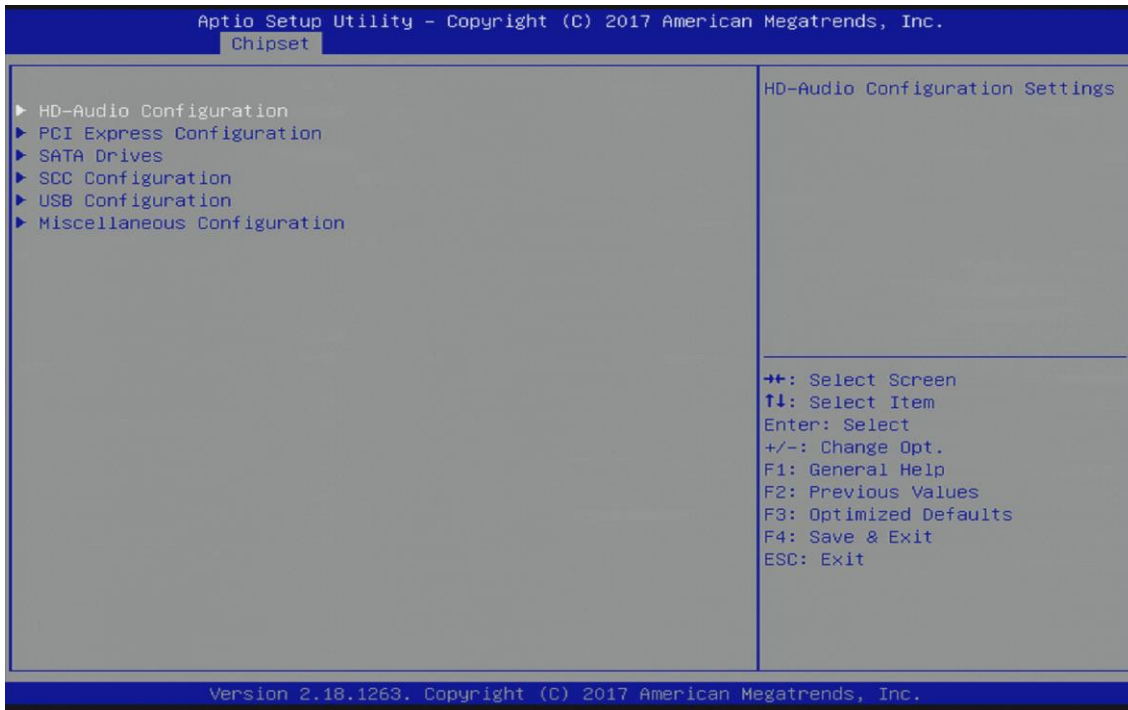 Aptio Setup Utility – Copyright (C) 2017 American Megatrends, Inc.
Chipset
HD-Audio Configuration
PCI Express Configuration
SATA Drives
SCC Configuration
USB Configuration
Miscellaneous Configuration
HD-Audio Configuration Settings
→←: Select Screen
↑↓: Select Item
Enter: Select
+/-: Change Opt.
F1: General Help
F2: Previous Values
F3: Optimized Defaults
F4: Save & Exit
ESC: Exit
Version 2.18.1263. Copyright (C) 2017 American Megatrends, Inc.